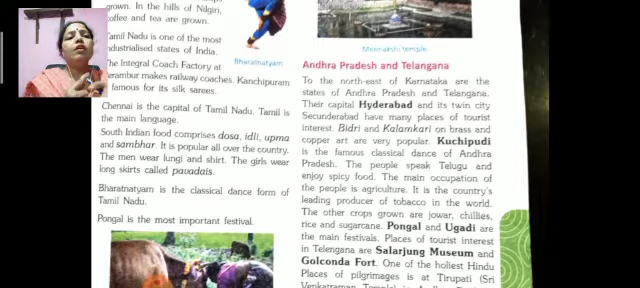 grown. In the hills of Nilgiri,
coffee and tea are grown.
Tamil Nadu is one of the most
industrialised states of India.
The Integral Coach Factory at
Perambur makes railway coaches. Kanchipuram
famous for its silk sarees.
Chennai is the capital of Tamil Nadu. Tamil is
the main language.
South Indian food comprises dosa, idli, upma
and sambhar. It is popular all over the country.
The men wear lungi and shirt. The girls wear
long skirts called pavadais.
Bharatnatyam is the classical dance form of
Tamil Nadu.
Pongal is the most important festival.
Bharatnatyam
Meenakshi temple
Andhra Pradesh and Telangana
To the north-east of Karnataka are the
states of Andhra Pradesh and Telangana.
Their capital Hyderabad and its twin city
Secunderabad have many places of tourist
interest. Bidri and Kalamkari on brass and
copper art are very popular. Kuchipudi
is the famous classical dance of Andhra
Pradesh. The people speak Telugu and
enjoy spicy food. The main occupation of
the people is agriculture. It is the country's
leading producer of tobacco in the world.
The other crops grown are jowar, chillies,
rice and sugarcane. Pongal and Ugadi are
the main festivals. Places of tourist interest
in Telengana are Salarjung Museum and
Golconda Fort. One of the holiest Hindu
Places of pilgrimages is at Tirupati (Sri